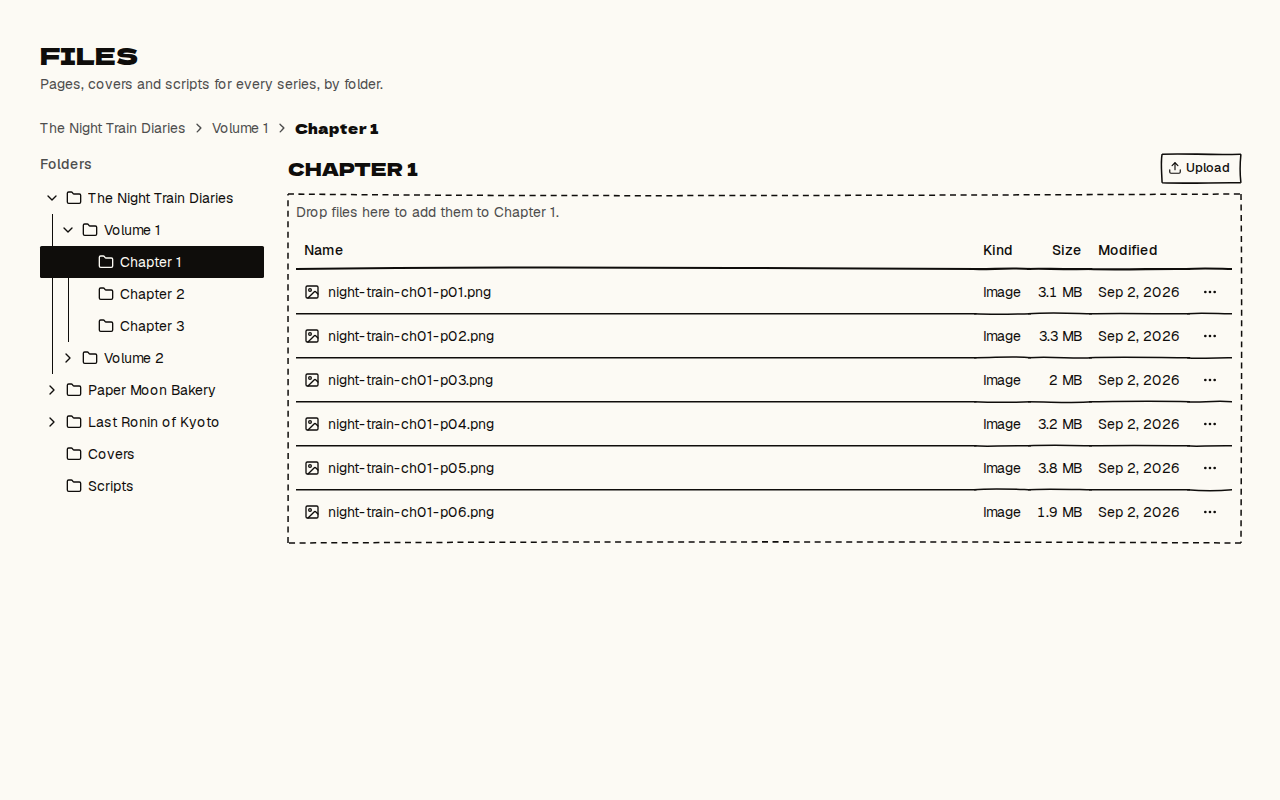 FILES
Pages, covers and scripts for every series, by folder.
The Night Train Diaries > Volume 1 > Chapter 1
Folders
The Night Train Diaries
Volume 1
Chapter 1
Chapter 2
Chapter 3
Volume 2
Paper Moon Bakery
Last Ronin of Kyoto
Covers
Scripts
CHAPTER 1
Upload
Drop files here to add them to Chapter 1.
Name Kind Size Modified
night-train-ch01-p01.png Image 3.1 MB Sep 2, 2026
night-train-ch01-p02.png Image 3.3 MB Sep 2, 2026
night-train-ch01-p03.png Image 2 MB Sep 2, 2026
night-train-ch01-p04.png Image 3.2 MB Sep 2, 2026
night-train-ch01-p05.png Image 3.8 MB Sep 2, 2026
night-train-ch01-p06.png Image 1.9 MB Sep 2, 2026